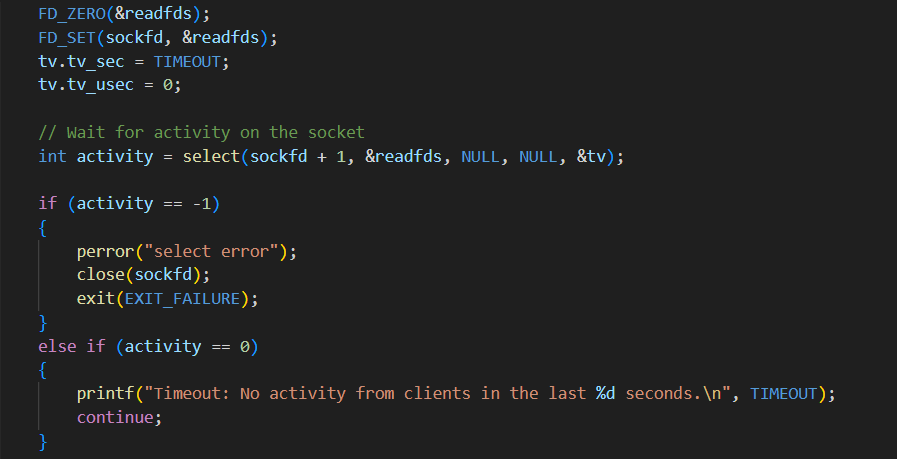 FD_ZERO(&readfds);
FD_SET(sockfd, &readfds);
tv.tv_sec = TIMEOUT;
tv.tv_usec = 0;

// Wait for activity on the socket
int activity = select(sockfd + 1, &readfds, NULL, NULL, &tv);

if (activity == -1)
{
    perror("select error");
    close(sockfd);
    exit(EXIT_FAILURE);
}
else if (activity == 0)
{
    printf("Timeout: No activity from clients in the last %d seconds.\n", TIMEOUT);
    continue;
}